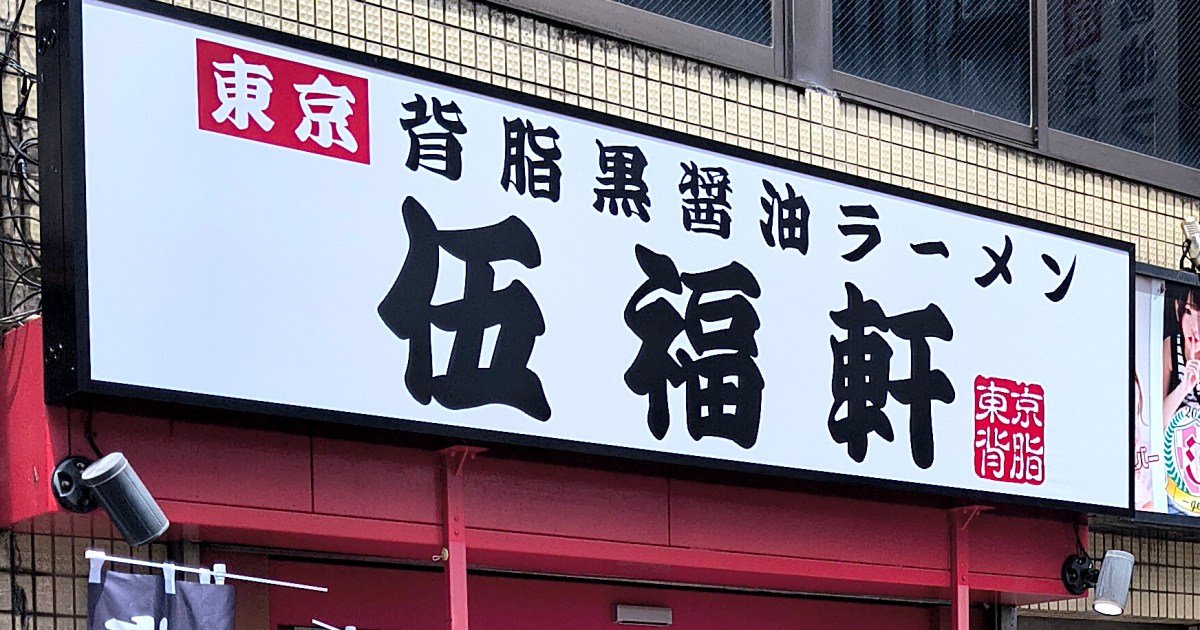 東京 背脂黒醤油ラーメン
伍福軒
東京
背脂